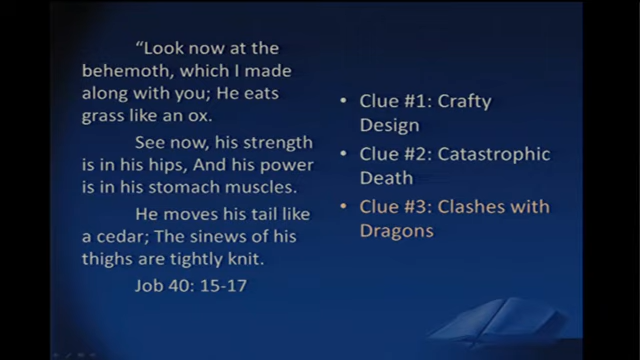 “Look now at the
behemoth, which I made
along with you; He eats
grass like an ox.
See now, his strength
is in his hips, And his power
is in his stomach muscles.
He moves his tail like
a cedar; The sinews of his
thighs are tightly knit.
Job 40: 15-17
• Clue #1: Crafty
Design
• Clue #2: Catastrophic
Death
• Clue #3: Clashes with
Dragons